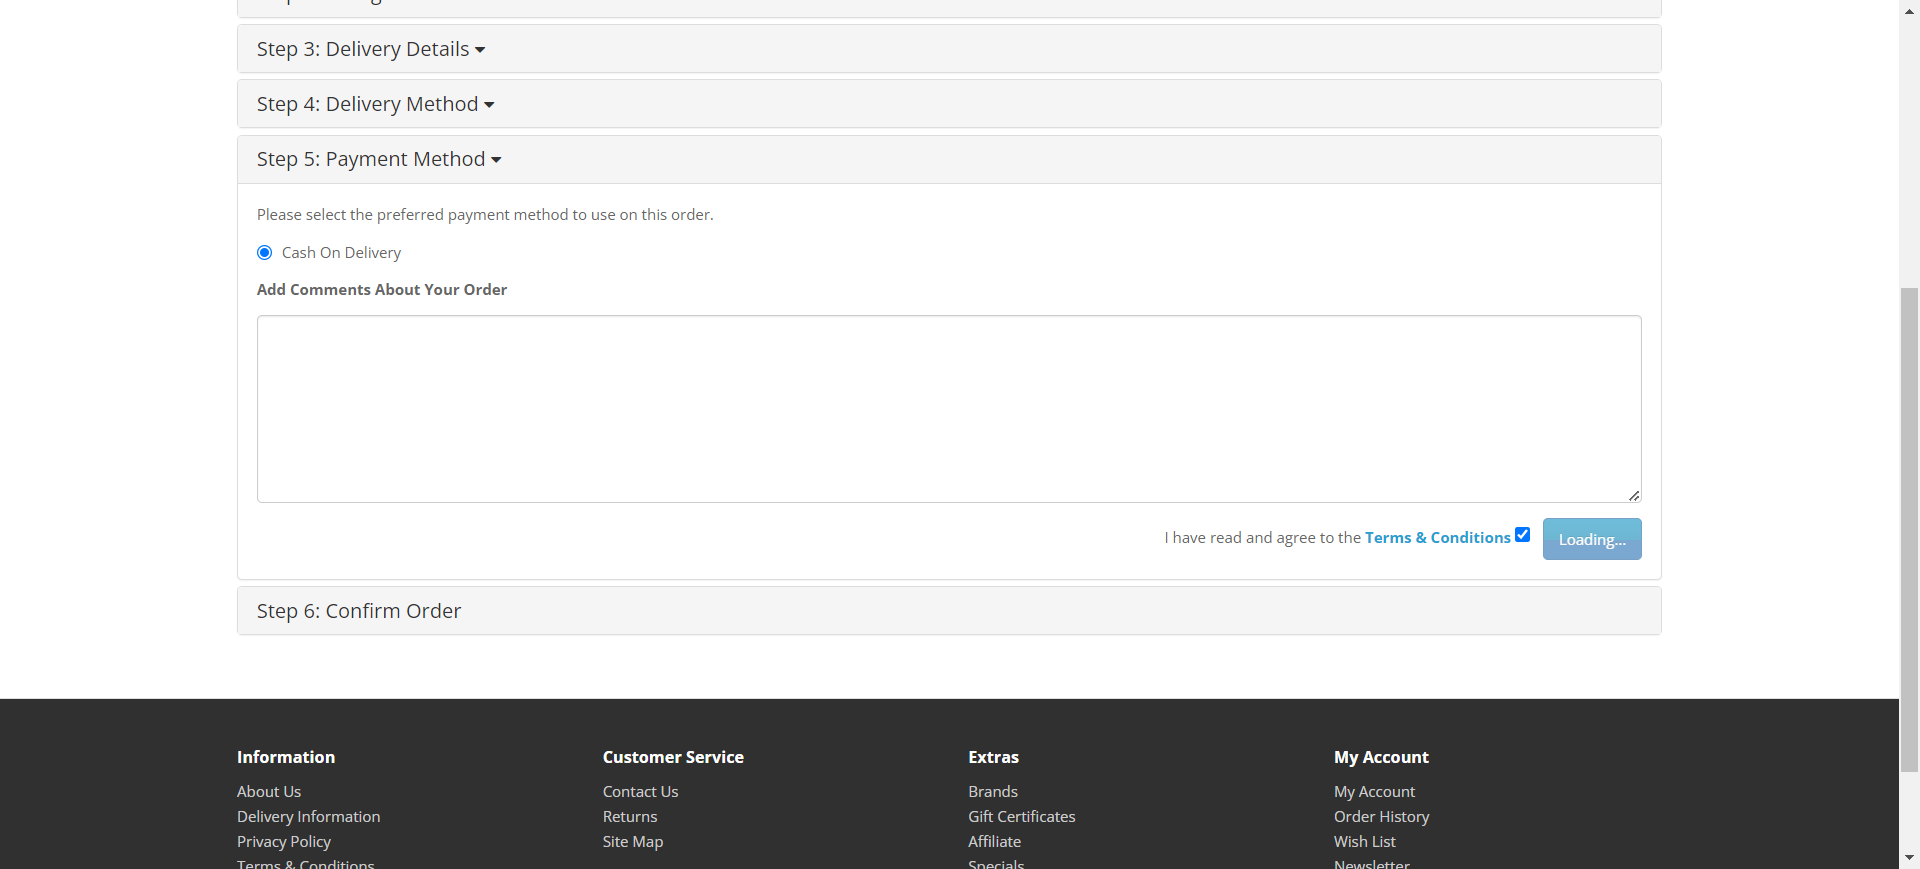 Step 3: Delivery Details
Step 4: Delivery Method
Step 5: Payment Method
Please select the preferred payment method to use on this order.
Cash On Delivery
Add Comments About Your Order
I have read and agree to the Terms & Conditions
Loading...
Step 6: Confirm Order
Information
About Us
Delivery Information
Privacy Policy
Terms & Conditions
Customer Service
Contact Us
Returns
Site Map
Extras
Brands
Gift Certificates
Affiliate
Specials
My Account
My Account
Order History
Wish List
Newsletter